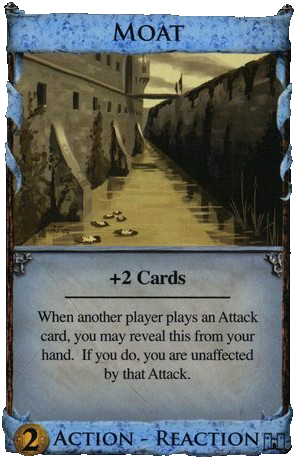 MOAT
+2 Cards
When another player plays an Attack
card, you may reveal this from your
hand.  If you do, you are unaffected
by that Attack.
2 ACTION - REACTION